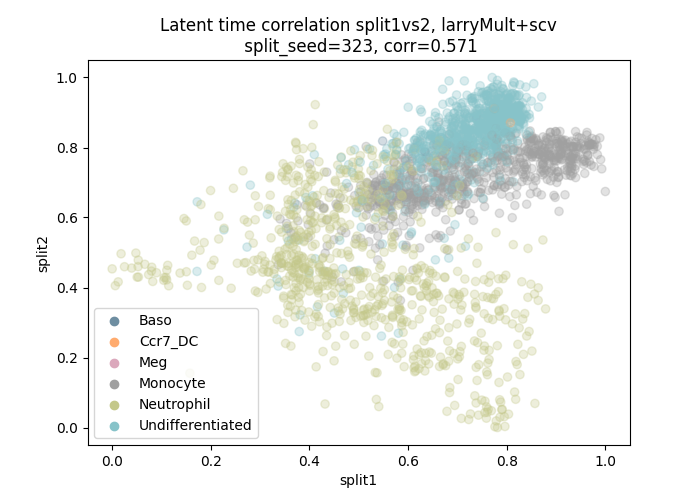 Latent time correlation split1vs2, larryMult+scv
split_seed=323, corr=0.571
1.0
0.8
0.6
0.4
0.2
0.0
split2
Baso
Ccr7_DC
Meg
Monocyte
Neutrophil
Undifferentiated
0.0 0.2 0.4 0.6 0.8 1.0
split1